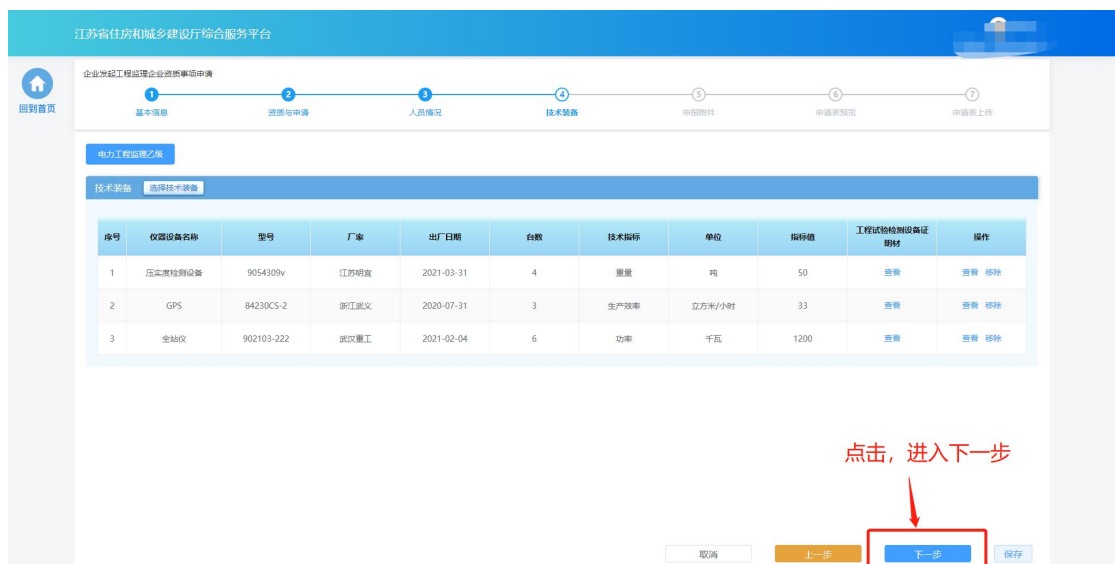 江苏省住房和城乡建设厅综合服务平台
回到首页
企业发起工程监理企业资质事项申请
1 2 3 4 5 6 7
基本信息 资质与申请 人员情况 技术装备 申报附件 申请表预览 申请表上传
电力工程监理乙级
技术装备 选择技术装备
序号 仪器设备名称 型号 厂家 出厂日期 台数 技术指标 单位 指标值 工程试验检测设备证明材 操作
1 压实度检测设备 9054309v 江苏明宣 2021-03-31 4 重量 吨 50 查看 查看 移除
2 GPS 84230CS-2 浙江武义 2020-07-31 3 生产效率 立方米/小时 33 查看 查看 移除
3 全站仪 902103-222 武汉重工 2021-02-04 6 功率 千瓦 1200 查看 查看 移除
点击，进入下一步
取消 上一步 下一步 保存